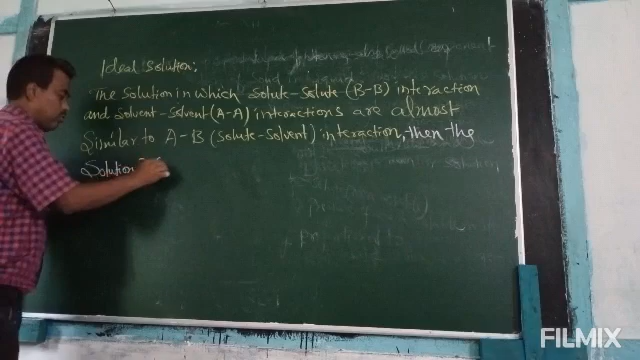 Ideal Solution:
The Solution in which Solute-Solute (B-B) interaction
and Solvent-Solvent (A-A) interactions are almost
Similar to A-B (Solute-Solvent) interaction, then the
Solution
FILMIX